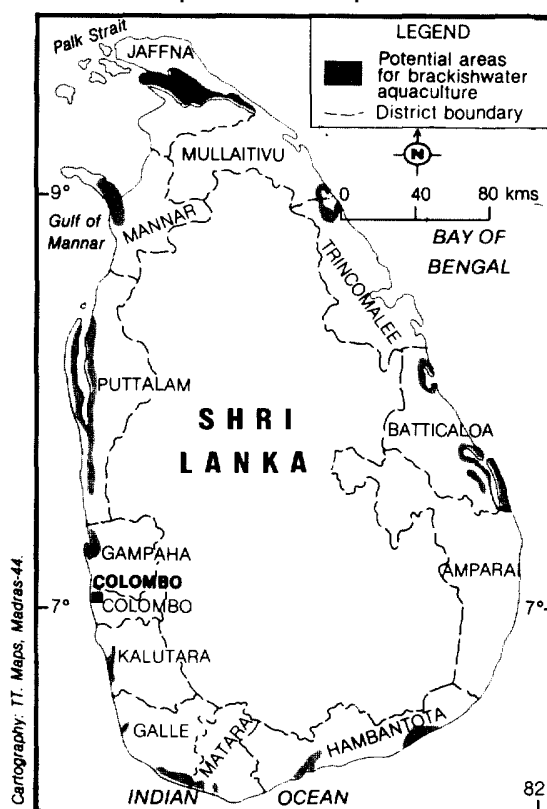 Palk Strait
JAFFNA
LEGEND
Potential areas
for brackishwater
aquaculture
District boundary
N
MULLAITIVU
9°
0 40 80 kms
Gulf of
Mannar
MANNAR
BAY OF
BENGAL
TRINCOMALEE
PUTTALAM
SHRI
LANKA
BATTICALOA
GAMPAHA
AMPARAI
COLOMBO
COLOMBO
7°
7°
KALUTARA
GALLE
MATARA
HAMBANTOTA
INDIAN OCEAN
82
Cartography: TT. Maps, Madras-44.